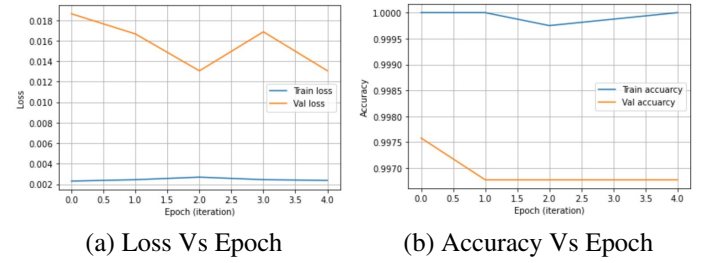 0.018
0.016
0.014
0.012
0.010
0.008
0.006
0.004
0.002
Loss
Train loss
Val loss
0.0 0.5 1.0 1.5 2.0 2.5 3.0 3.5 4.0
Epoch (iteration)
(a) Loss Vs Epoch
1.0000
0.9995
0.9990
0.9985
0.9980
0.9975
0.9970
Accuracy
Train accuarcy
Val accuarcy
0.0 0.5 1.0 1.5 2.0 2.5 3.0 3.5 4.0
Epoch (iteration)
(b) Accuracy Vs Epoch